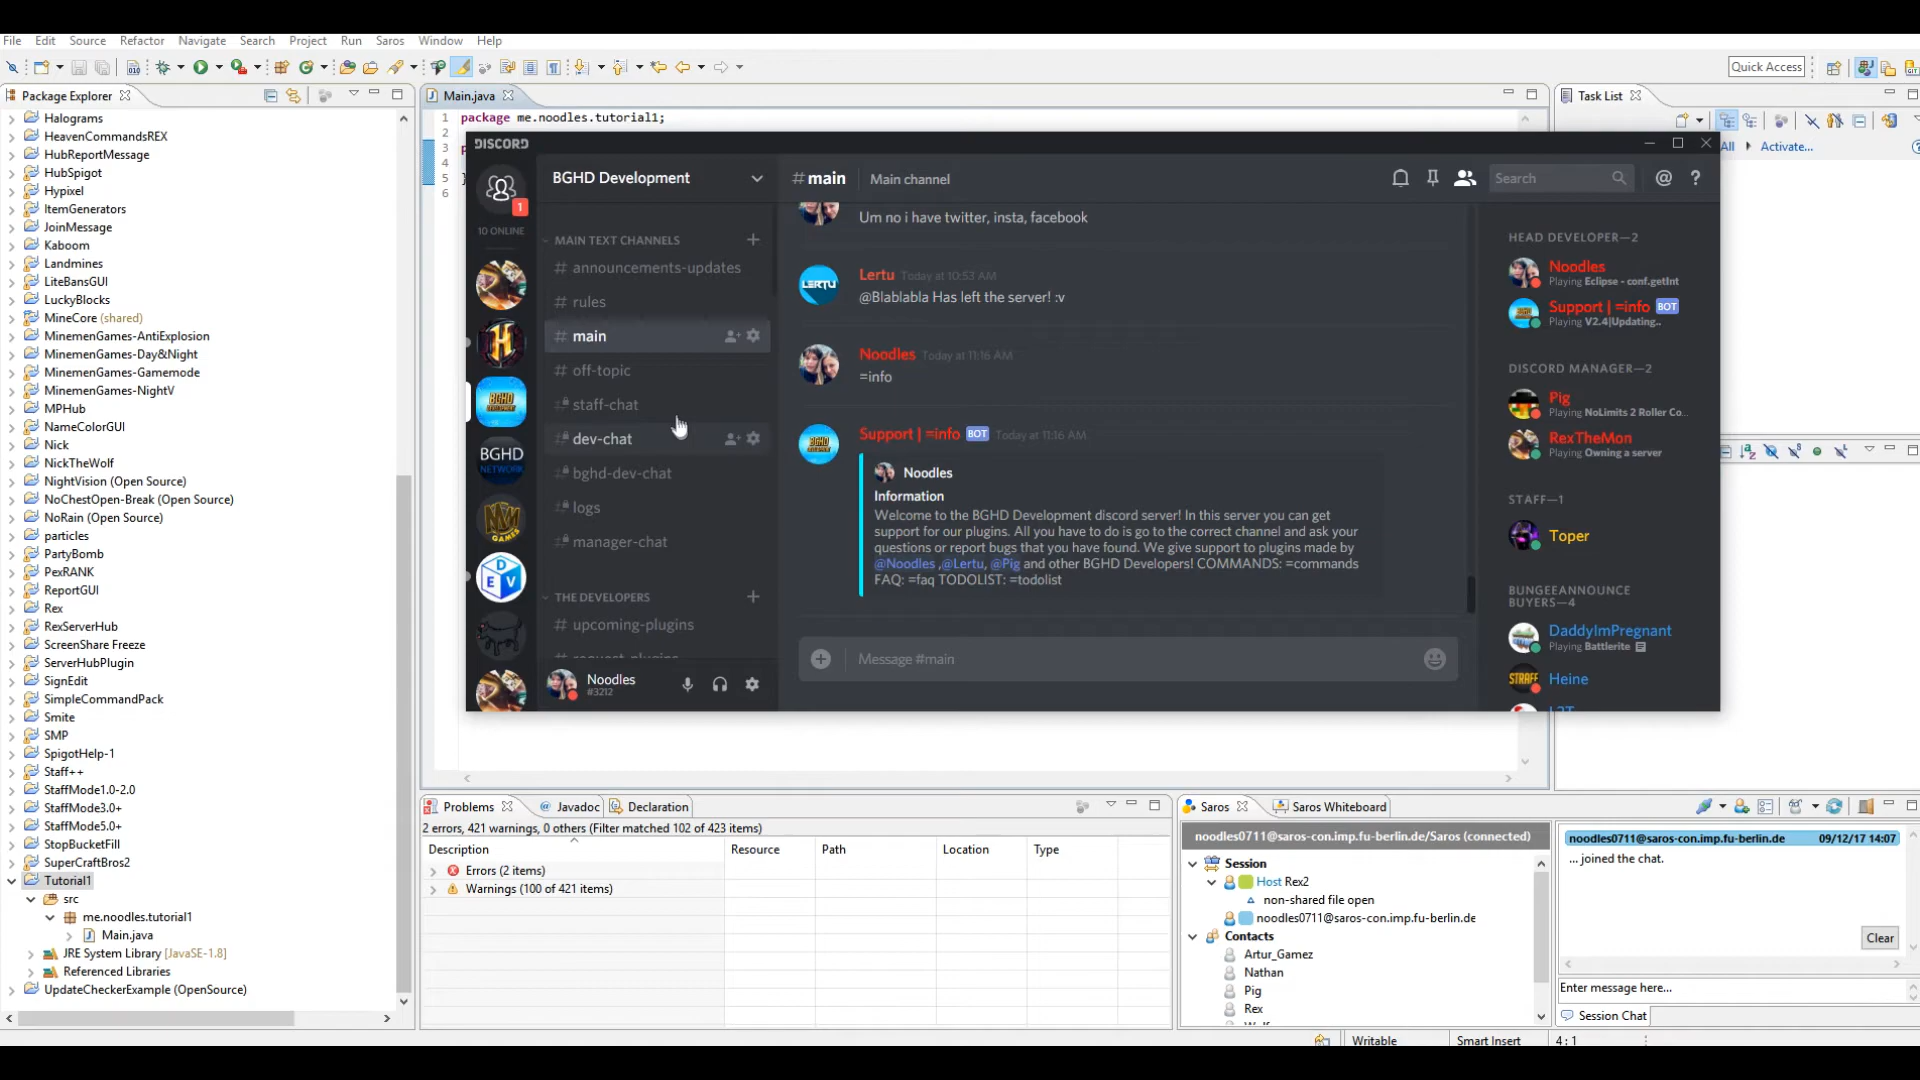 File Edit Source Refactor Navigate Search Project Run Saros Window Help
Quick Access
Package Explorer
Halograms
HeavenCommandsREX
HubReportMessage
HubSpigot
Hypixel
ItemGenerators
JoinMessage
Kaboom
Landmines
LiteBansGUI
LuckyBlocks
MineCore (shared)
MinemenGames-AntiExplosion
MinemenGames-Day&Night
MinemenGames-Gamemode
MinemenGames-NightV
MPHub
NameColorGUI
Nick
NickTheWolf
NightVision (Open Source)
NoChestOpen-Break (Open Source)
NoRain (Open Source)
particles
PartyBomb
PexRANK
ReportGUI
Rex
RexServerHub
ScreenShare Freeze
ServerHubPlugin
SignEdit
SimpleCommandPack
Smite
SMP
SpigotHelp-1
Staff++
StaffMode1.0-2.0
StaffMode3.0+
StaffMode5.0+
StopBucketFill
SuperCraftBros2
Tutorial1
src
me.noodles.tutorial1
Main.java
JRE System Library [JavaSE-1.8]
Referenced Libraries
UpdateCheckerExample (OpenSource)
Main.java
1 package me.noodles.tutorial1;
2
3
4
5
6
DISCORD
1
10 ONLINE
LERTU
BGHD NETWORK
DEV
BGHD Development
MAIN TEXT CHANNELS
# announcements-updates
# rules
# main
# off-topic
# staff-chat
# dev-chat
# bghd-dev-chat
# logs
# manager-chat
THE DEVELOPERS
# upcoming-plugins
Noodles
#3212
# main Main channel
Search
Um no i have twitter, insta, facebook
Lertu Today at 10:53 AM
@Blablabla Has left the server! :v
Noodles Today at 11:16 AM
=info
Support | =info BOT Today at 11:16 AM
Noodles
Information
Welcome to the BGHD Development discord server! In this server you can get
support for our plugins. All you have to do is go to the correct channel and ask your
questions or report bugs that you have found. We give support to plugins made by
@Noodles ,@Lertu, @Pig and other BGHD Developers! COMMANDS: =commands
FAQ: =faq TODOLIST: =todolist
Message #main
HEAD DEVELOPER—2
Noodles
Playing Eclipse - conf.getInt
Support | =info BOT
Playing V2.4|Updating..
DISCORD MANAGER—2
Pig
Playing NoLimits 2 Roller Co...
RexTheMon
Playing Owning a server
STAFF—1
Toper
BUNGEEANNOUNCE
BUYERS—4
DaddyImPregnant
Playing Battlerite
Heine
Task List
All Activate...
Problems Javadoc Declaration
2 errors, 421 warnings, 0 others (Filter matched 102 of 423 items)
Description Resource Path Location Type
Errors (2 items)
Warnings (100 of 421 items)
Saros Saros Whiteboard
noodles0711@saros-con.imp.fu-berlin.de/Saros (connected)
Session
Host Rex2
non-shared file open
noodles0711@saros-con.imp.fu-berlin.de
Contacts
Artur_Gamez
Nathan
Pig
Rex
noodles0711@saros-con.imp.fu-berlin.de 09/12/17 14:07
... joined the chat.
Clear
Enter message here...
Session Chat
Writable Smart Insert 4 : 1